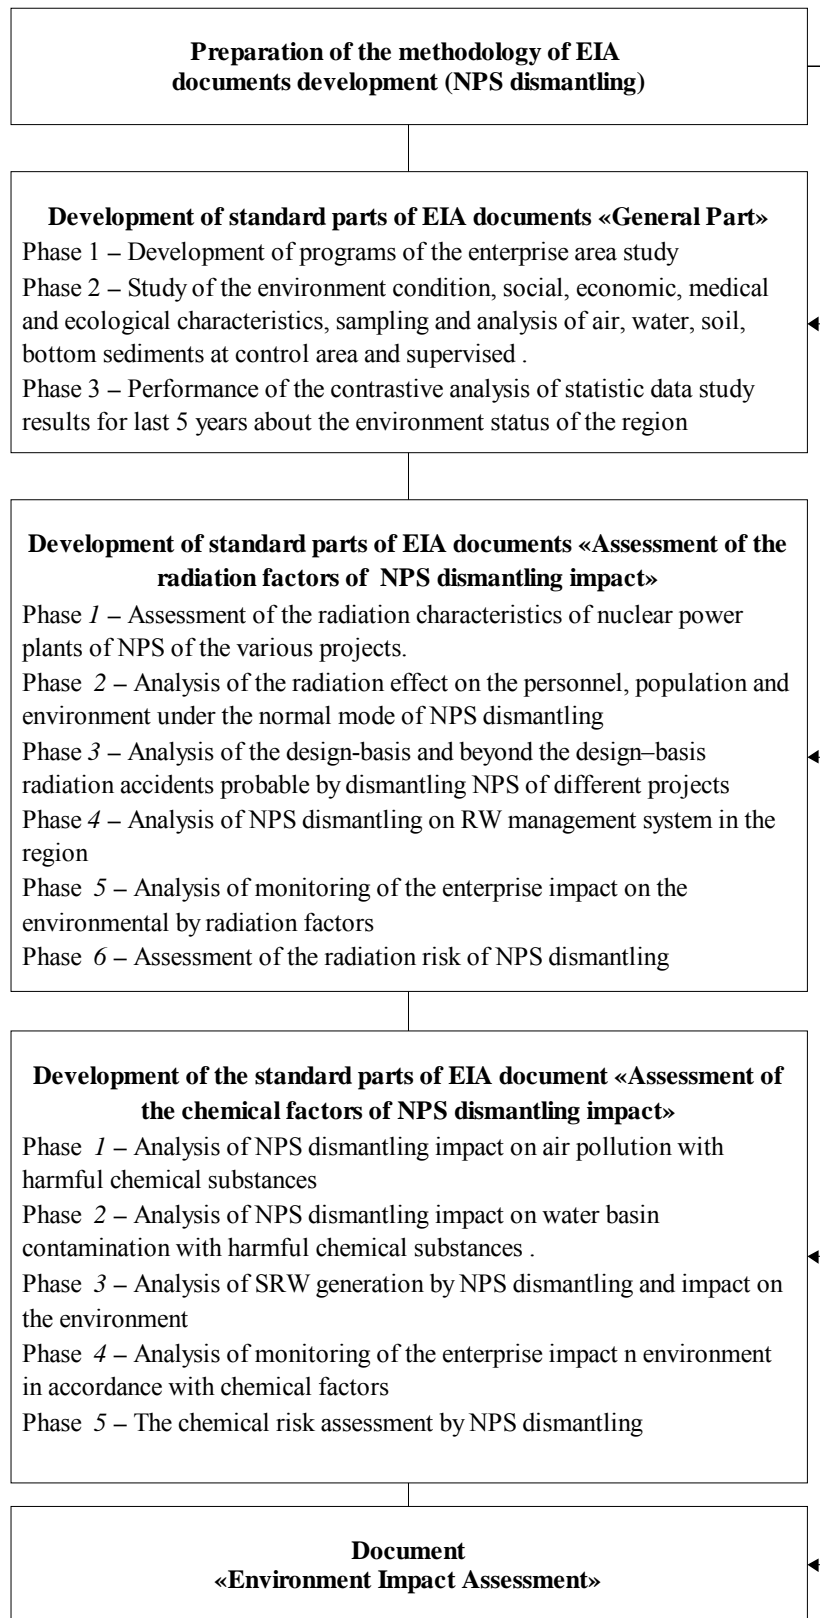 Preparation of the methodology of EIA
documents development (NPS dismantling)
Development of standard parts of EIA documents «General Part»
Phase 1 – Development of programs of the enterprise area study
Phase 2 – Study of the environment condition, social, economic, medical
and ecological characteristics, sampling and analysis of air, water, soil,
bottom sediments at control area and supervised .
Phase 3 – Performance of the contrastive analysis of statistic data study
results for last 5 years about the environment status of the region
Development of standard parts of EIA documents «Assessment of the
radiation factors of NPS dismantling impact»
Phase 1 – Assessment of the radiation characteristics of nuclear power
plants of NPS of the various projects.
Phase 2 – Analysis of the radiation effect on the personnel, population and
environment under the normal mode of NPS dismantling
Phase 3 – Analysis of the design-basis and beyond the design–basis
radiation accidents probable by dismantling NPS of different projects
Phase 4 – Analysis of NPS dismantling on RW management system in the
region
Phase 5 – Analysis of monitoring of the enterprise impact on the
environmental by radiation factors
Phase 6 – Assessment of the radiation risk of NPS dismantling
Development of the standard parts of EIA document «Assessment of
the chemical factors of NPS dismantling impact»
Phase 1 – Analysis of NPS dismantling impact on air pollution with
harmful chemical substances
Phase 2 – Analysis of NPS dismantling impact on water basin
contamination with harmful chemical substances .
Phase 3 – Analysis of SRW generation by NPS dismantling and impact on
the environment
Phase 4 – Analysis of monitoring of the enterprise impact n environment
in accordance with chemical factors
Phase 5 – The chemical risk assessment by NPS dismantling
Document
«Environment Impact Assessment»